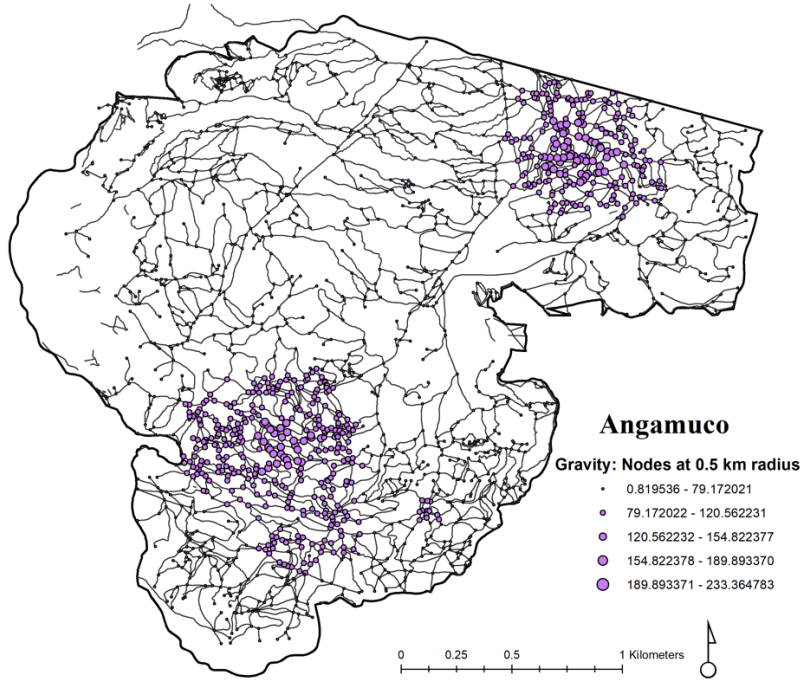 Angamuco
Gravity: Nodes at 0.5 km radius
0.819536 - 79.172021
79.172022 - 120.562231
120.562232 - 154.822377
154.822378 - 189.893370
189.893371 - 233.364783
0 0.25 0.5 1 Kilometers